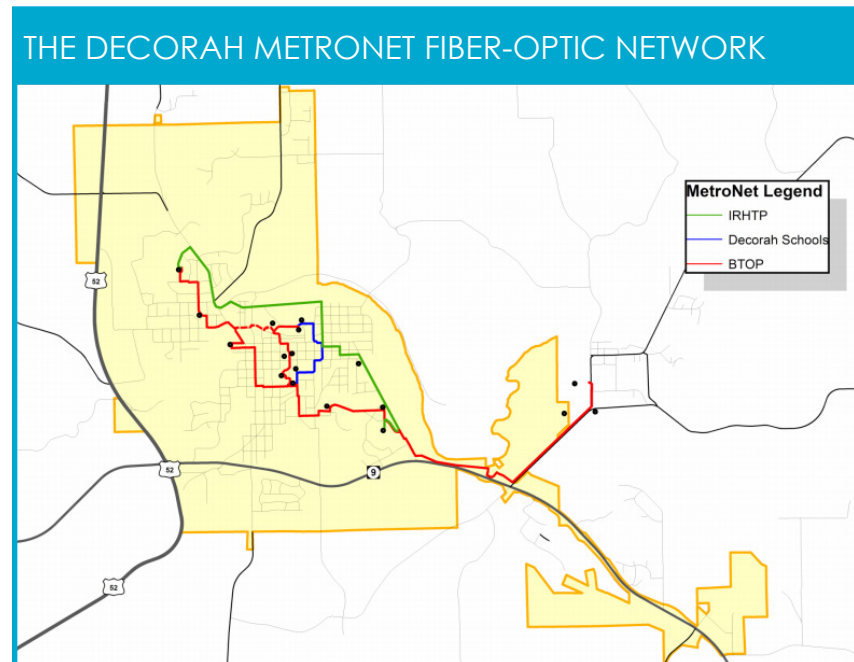 THE DECORAH METRONET FIBER-OPTIC NETWORK
MetroNet Legend
IRHTP
Decorah Schools
BTOP
52
52
9
52